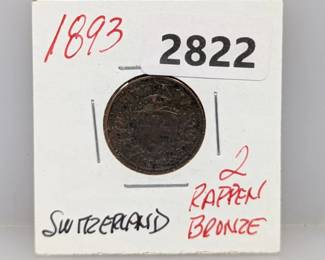 1893
2822
SWITZERLAND
2
RAPPEN
BRONZE